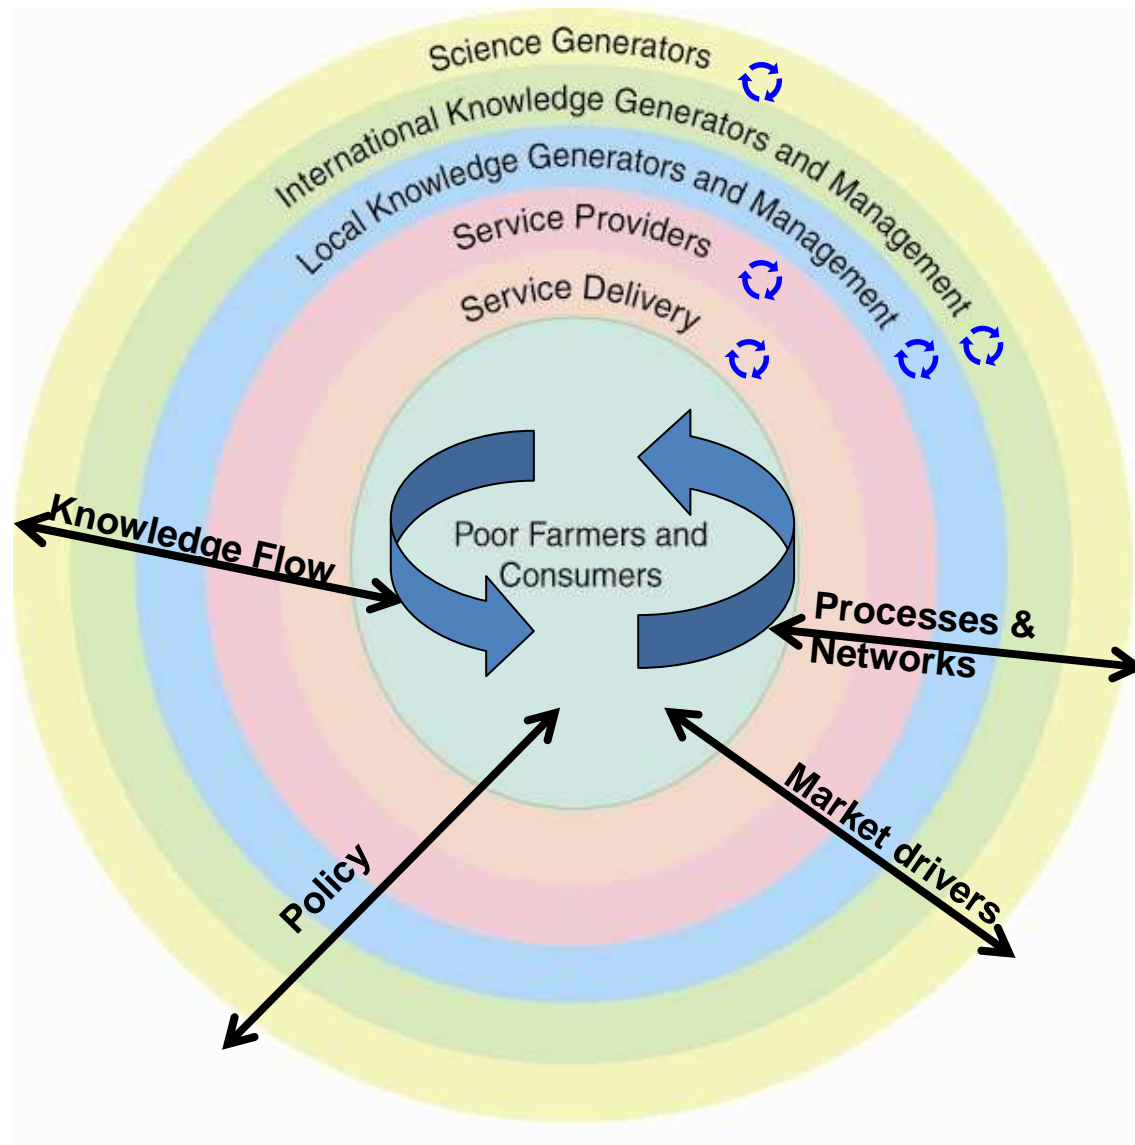 Science Generators
International Knowledge Generators and Management
Local Knowledge Generators and Management
Service Providers
Service Delivery
Poor Farmers and
Consumers
Knowledge Flow
Processes &
Networks
Market drivers
Policy